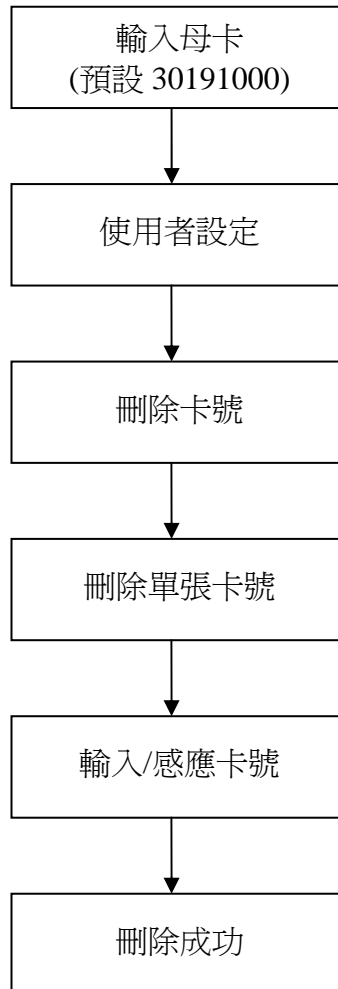 輸入母卡
(預設 30191000)
使用者設定
刪除卡號
刪除單張卡號
輸入/感應卡號
刪除成功